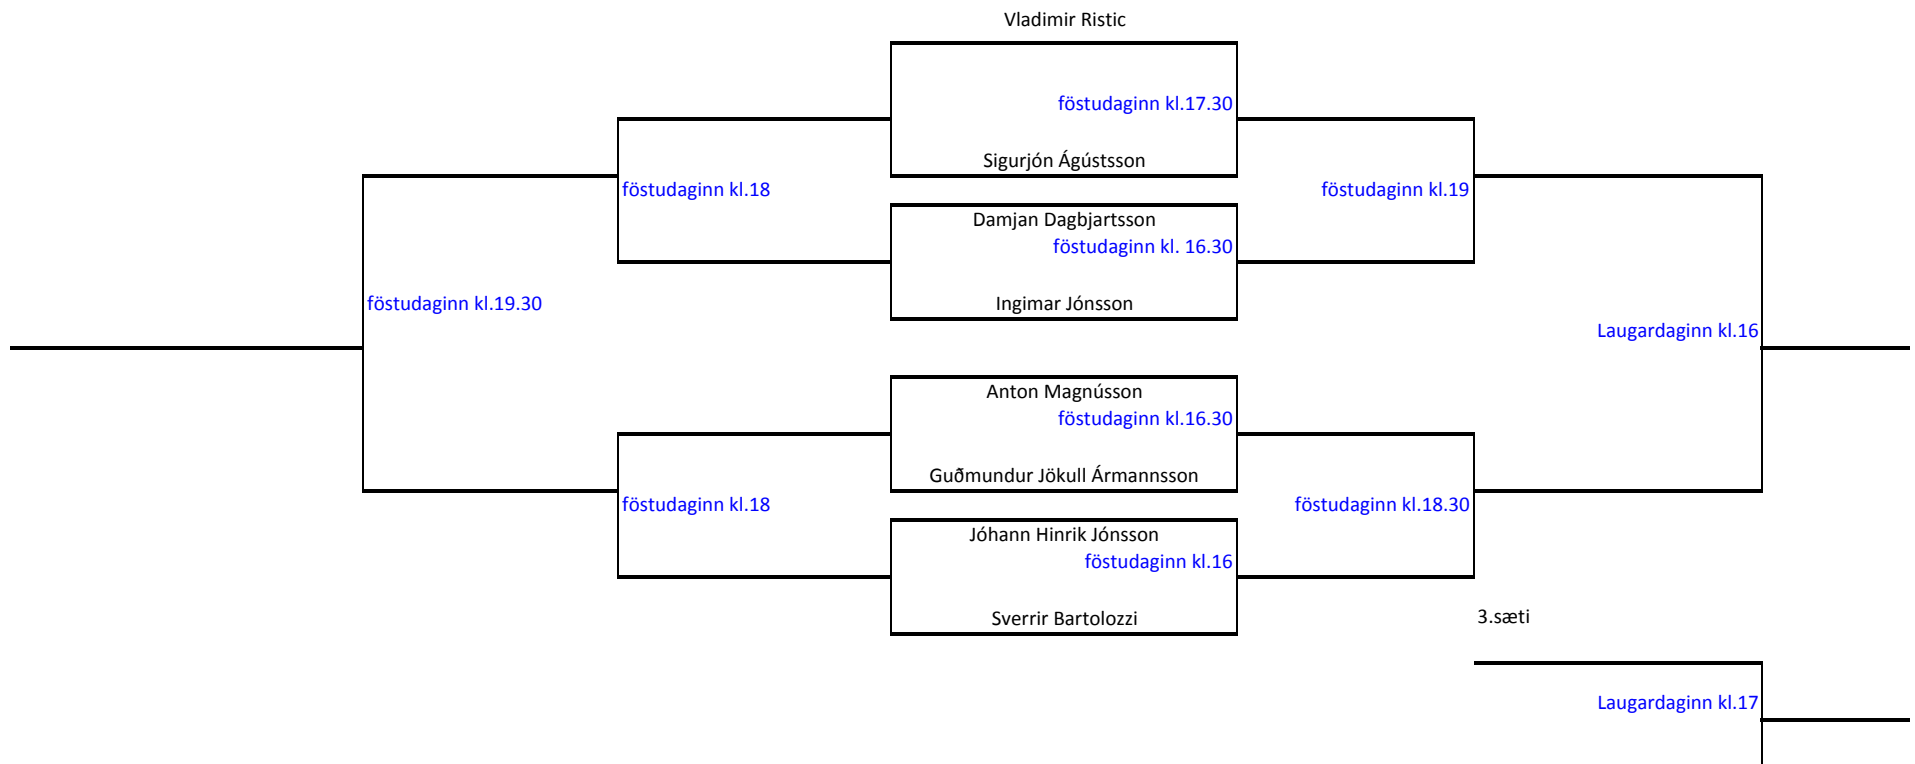 Vladimir Ristic
föstudaginn kl.17.30
Sigurjón Ágústsson
föstudaginn kl.18
föstudaginn kl.19
Damjan Dagbjartsson
föstudaginn kl. 16.30
Ingimar Jónsson
föstudaginn kl.19.30
Laugardaginn kl.16
Anton Magnússon
föstudaginn kl.16.30
Guðmundur Jökull Ármannsson
föstudaginn kl.18
föstudaginn kl.18.30
Jóhann Hinrik Jónsson
föstudaginn kl.16
Sverrir Bartolozzi
3.sæti
Laugardaginn kl.17